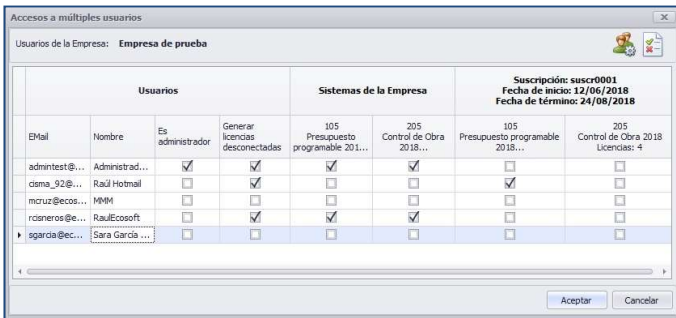 Accesos a múltiples usuarios
Usuarios de la Empresa: Empresa de prueba
Usuarios
Sistemas de la Empresa
Suscripción: suscr0001
Fecha de inicio: 12/06/2018
Fecha de término: 24/08/2018
EMail
Nombre
Es administrador
Generar licencias desconectadas
105 Presupuesto programable 201...
205 Control de Obra 2018...
105 Presupuesto programable 2018...
205 Control de Obra 2018 Licencias: 4
admintest@... Administrad...
cisma_92@... Raúl Hotmail
mcruz@ecos... MMM
rcisneros@e... RaulEcosoft
sgarcia@ec... Sara García ...
Aceptar Cancelar